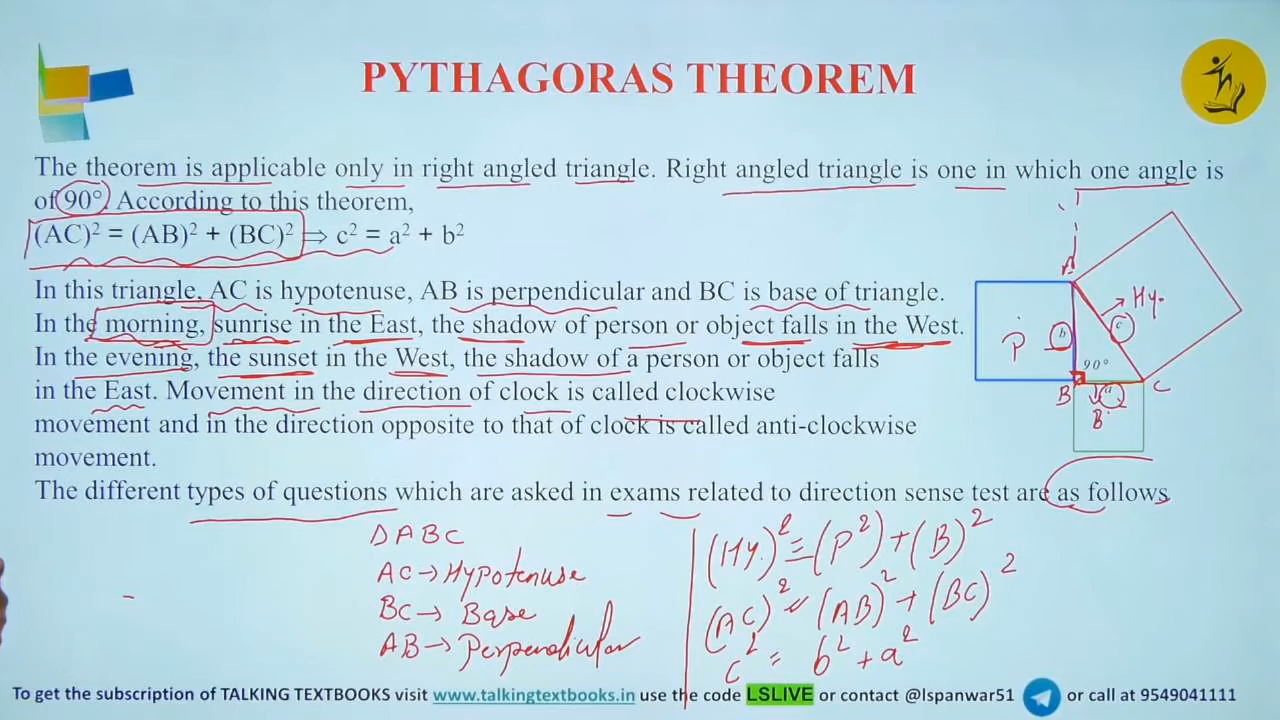 PYTHAGORAS THEOREM
The theorem is applicable only in right angled triangle. Right angled triangle is one in which one angle is
of 90°. According to this theorem,
(AC)² = (AB)² + (BC)² ⇒ c² = a² + b²
In this triangle, AC is hypotenuse, AB is perpendicular and BC is base of triangle.
In the morning, sunrise in the East, the shadow of person or object falls in the West.
In the evening, the sunset in the West, the shadow of a person or object falls
in the East. Movement in the direction of clock is called clockwise
movement and in the direction opposite to that of clock is called anti-clockwise
movement.
The different types of questions which are asked in exams related to direction sense test are as follows
A
Hy.
P
b
c
90°
B
C
B
ΔABC
AC → Hypotenuse
BC → Base
AB → Perpendicular
(Hy.)² = (P²) + (B)²
(AC)² = (AB)² + (BC)²
c² = b² + a²
To get the subscription of TALKING TEXTBOOKS visit www.talkingtextbooks.in use the code LSLIVE or contact @lspanwar51 or call at 9549041111